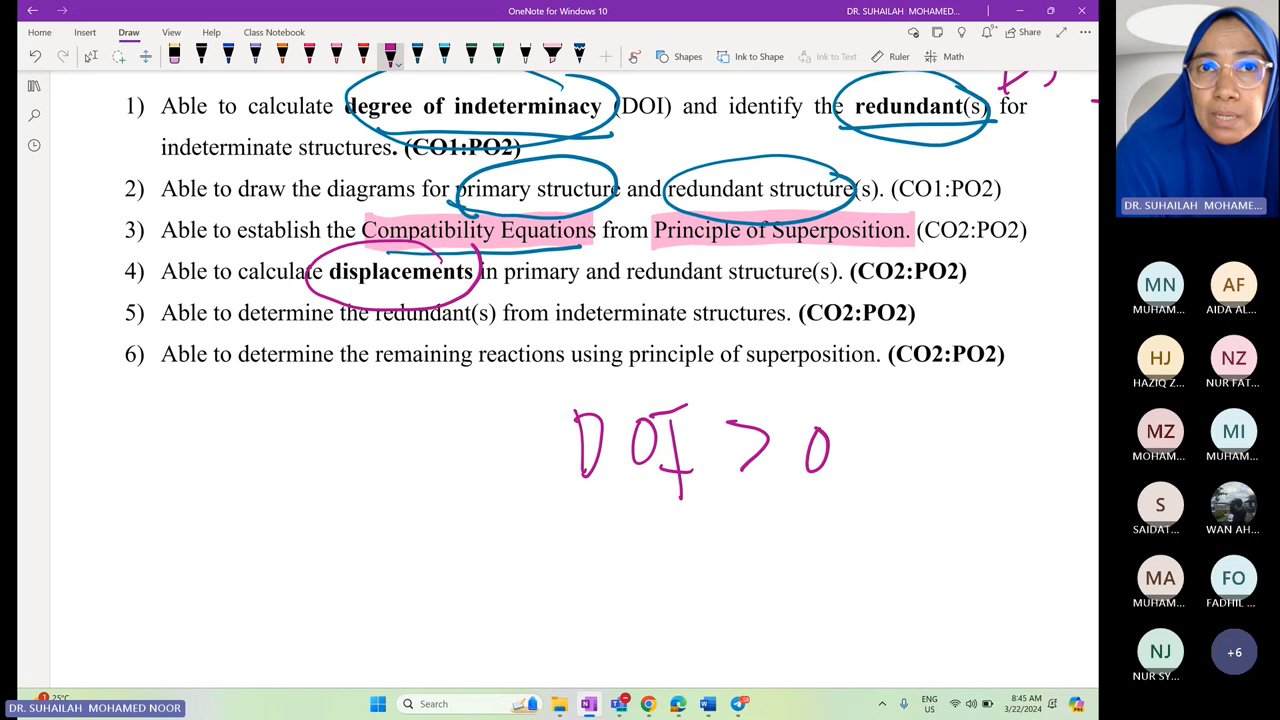 OneNote for Windows 10
DR. SUHAILAH MOHAMED...
Home Insert Draw View Help Class Notebook
Share
Shapes Ink to Shape Ink to Text Ruler Math
1) Able to calculate degree of indeterminacy (DOI) and identify the redundant(s) for
indeterminate structures. (CO1:PO2)
2) Able to draw the diagrams for primary structure and redundant structure(s). (CO1:PO2)
3) Able to establish the Compatibility Equations from Principle of Superposition. (CO2:PO2)
4) Able to calculate displacements in primary and redundant structure(s). (CO2:PO2)
5) Able to determine the redundant(s) from indeterminate structures. (CO2:PO2)
6) Able to determine the remaining reactions using principle of superposition. (CO2:PO2)
DOI > 0
DR. SUHAILAH MOHAME...
MN
MUHAM...
AF
AIDA AL...
HJ
HAZIQ Z...
NZ
NUR FAT...
MZ
MOHAM...
MI
MUHAM...
S
SAIDAT...
WAN AH...
MA
MUHAM...
FO
FADHIL ...
NJ
NUR SY...
+6
25°C
DR. SUHAILAH MOHAMED NOOR
Search
ENG
US
8:45 AM
3/22/2024